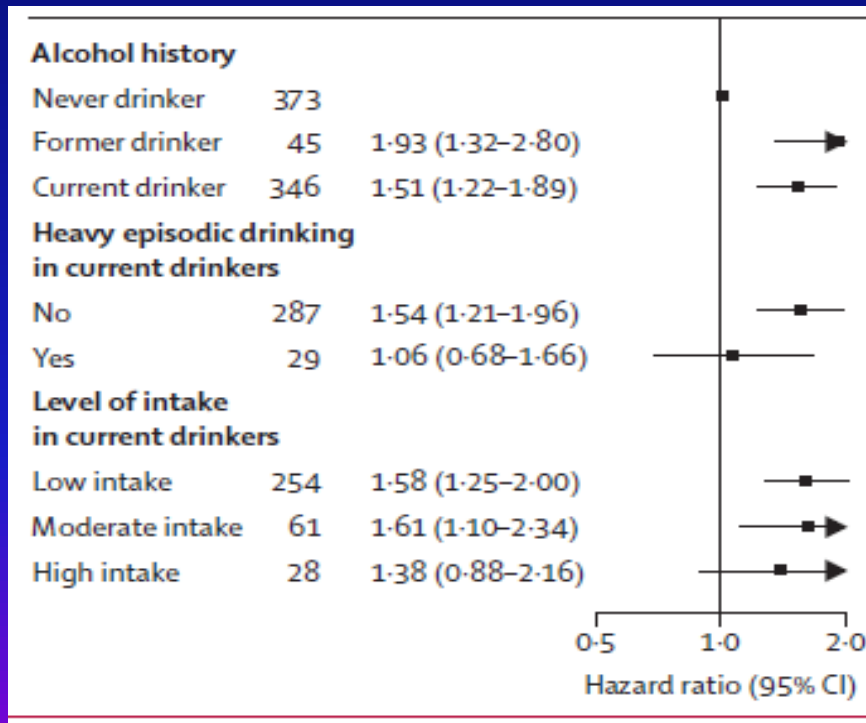 Alcohol history
Never drinker 373
Former drinker 45 1·93 (1·32–2·80)
Current drinker 346 1·51 (1·22–1·89)
Heavy episodic drinking
in current drinkers
No 287 1·54 (1·21–1·96)
Yes 29 1·06 (0·68–1·66)
Level of intake
in current drinkers
Low intake 254 1·58 (1·25–2·00)
Moderate intake 61 1·61 (1·10–2·34)
High intake 28 1·38 (0·88–2·16)
0·5 1·0 2·0
Hazard ratio (95% CI)